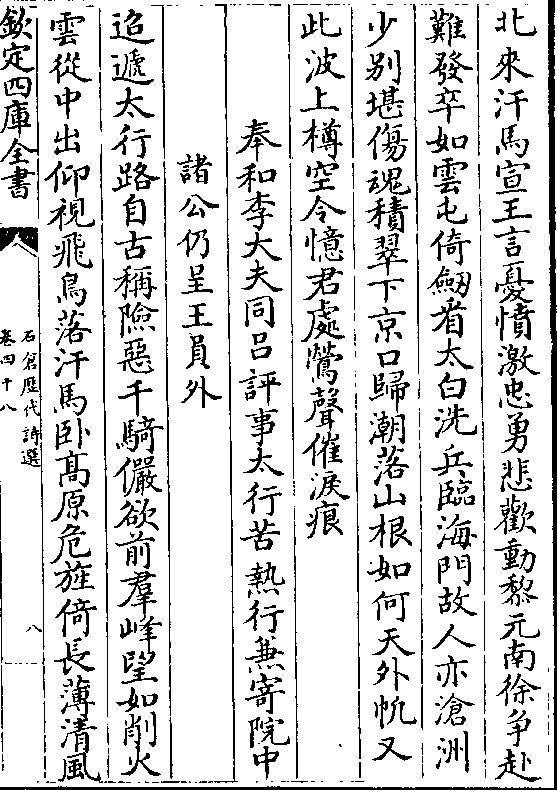 北來汗馬宣王言憂憤激忠勇悲歡動黎元南徐争赴
難發卒如雲屯倚劒看太白洗兵臨海門故人亦滄洲
少别堪傷魂積翠下京口歸潮落山根如何天外帆又
此波上樽空令憶君處鶯聲催淚痕
奉和李大夫同吕評事太行苦熱行兼寄院中
諸公仍呈王員外
迢遞太行路自古稱險惡千騎儼欲前羣峰望如削火
雲從中出仰視飛鳥落汗馬卧高原危旌倚長薄清風
欽定四庫全書
石倉歷代詩選
卷四十八
八